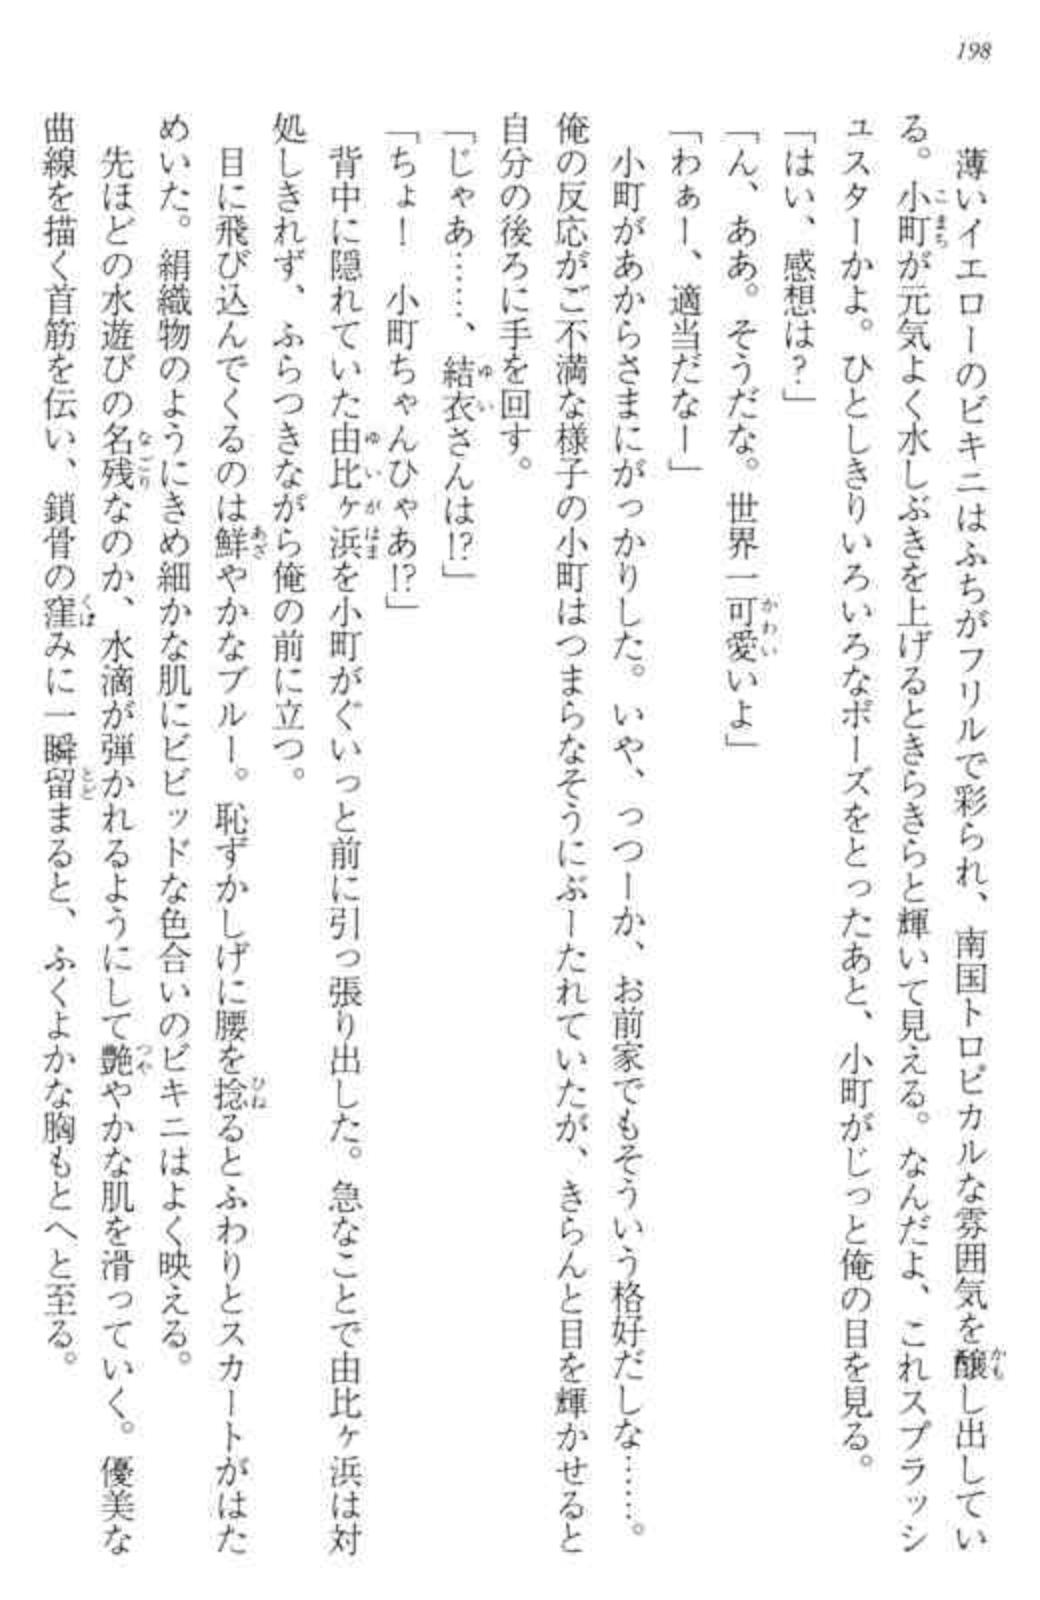 198
薄いイエローのビキニはふちがフリルで彩られ、南国トロピカルな雰囲気を醸し出してい
る。小町が元気よく水しぶきを上げるときらきらと輝いて見える。なんだよ、これスプラッシ
ュスターかよ。ひとしきりいろいろなポーズをとったあと、小町がじっと俺の目を見る。
「はい、感想は?」
「ん、ああ。そうだな。世界一可愛いよ」
「わぁー、適当だなー」
小町があからさまにがっかりした。いや、っつーか、お前家でもそういう格好だしな……。
俺の反応がご不満な様子の小町はつまらなそうにぶーたれていたが、きらんと目を輝かせると
自分の後ろに手を回す。
「じゃあ……、結衣さんは!?」
「ちょー! 小町ちゃんひゃあ!?」
背中に隠れていた由比ヶ浜を小町がぐいっと前に引っ張り出した。急なことで由比ヶ浜は対
処しきれず、ふらつきながら俺の前に立つ。
目に飛び込んでくるのは鮮やかなブルー。恥ずかしげに腰を捻るとふわりとスカートがはた
めいた。絹織物のようにきめ細かな肌にビビッドな色合いのビキニはよく映える。
先ほどの水遊びの名残なのか、水滴が弾かれるようにして艶やかな肌を滑っていく。優美な
曲線を描く首筋を伝い、鎖骨の窪みに一瞬留まると、ふくよかな胸もとへと至る。